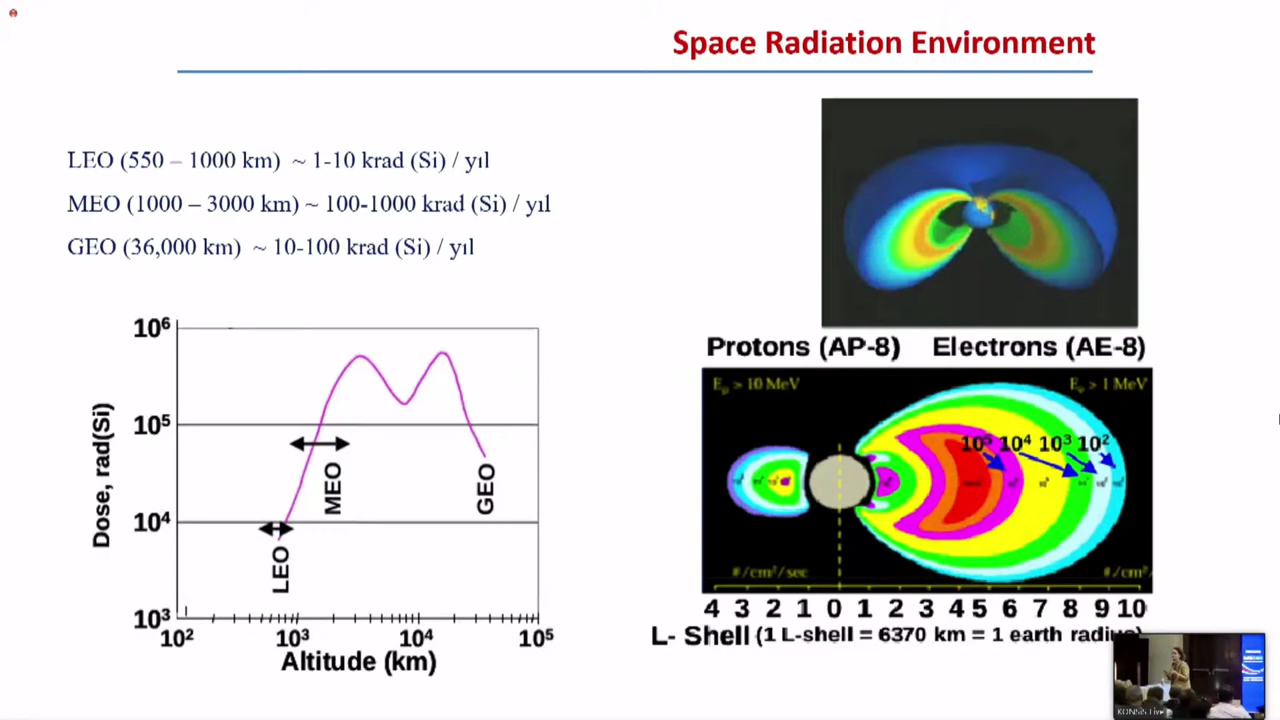 Space Radiation Environment
LEO (550 – 1000 km) ~ 1-10 krad (Si) / yıl
MEO (1000 – 3000 km) ~ 100-1000 krad (Si) / yıl
GEO (36,000 km) ~ 10-100 krad (Si) / yıl
Protons (AP-8) Electrons (AE-8)
E_p > 10 MeV E_p > 1 MeV
10⁵ 10⁴ 10³ 10²
#/cm²/sec #/cm²/
4 3 2 1 0 1 2 3 4 5 6 7 8 9 10
L- Shell (1 L-shell = 6370 km = 1 earth radius)
Dose, rad(Si)
10⁶
10⁵
10⁴
10³
LEO
MEO
GEO
10² 10³ 10⁴ 10⁵
Altitude (km)
KONSiS Live